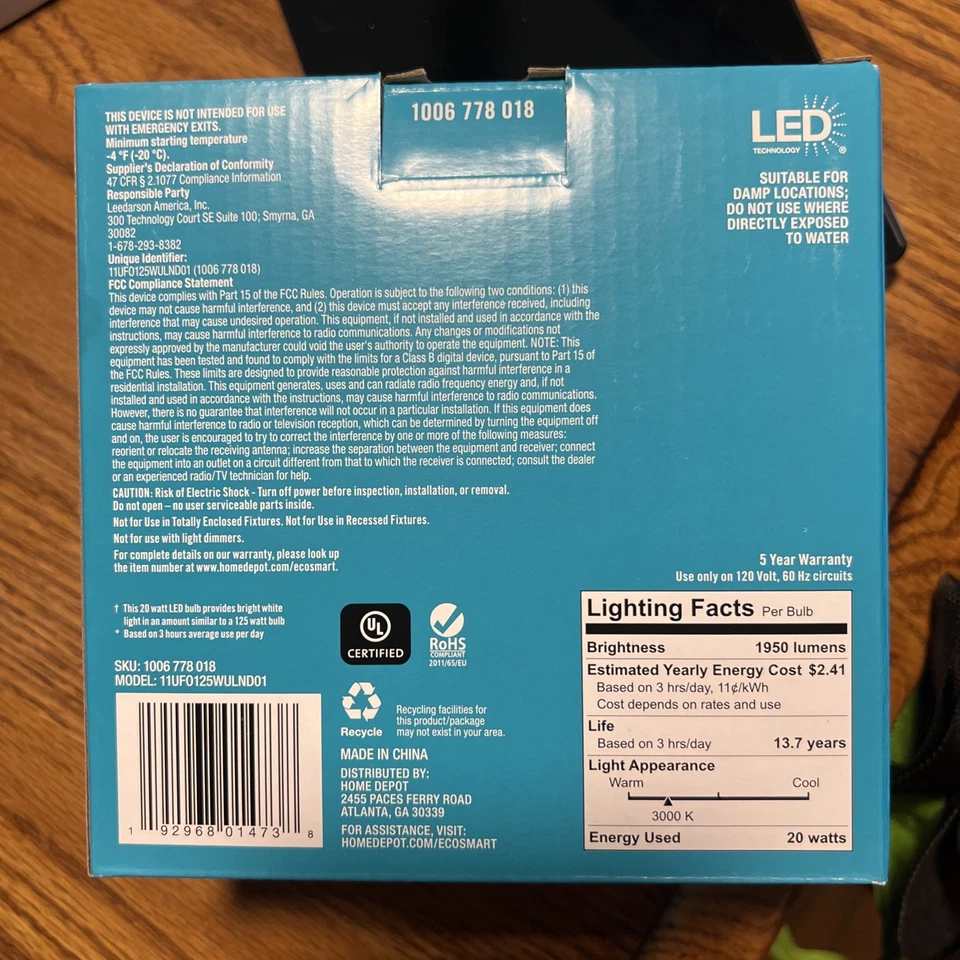 1006 778 018
THIS DEVICE IS NOT INTENDED FOR USE
WITH EMERGENCY EXITS.
Minimum starting temperature
-4 °F (-20 °C).
Supplier's Declaration of Conformity
47 CFR § 2.1077 Compliance Information
Responsible Party
Leedarson America, Inc.
300 Technology Court SE Suite 100; Smyrna, GA
30082
1-678-293-8382
Unique Identifier:
11UFO125WULND01 (1006 778 018)
FCC Compliance Statement
This device complies with Part 15 of the FCC Rules. Operation is subject to the following two conditions: (1) this
device may not cause harmful interference, and (2) this device must accept any interference received, including
interference that may cause undesired operation. This equipment, if not installed and used in accordance with the
instructions, may cause harmful interference to radio communications. Any changes or modifications not
expressly approved by the manufacturer could void the user's authority to operate the equipment. NOTE: This
equipment has been tested and found to comply with the limits for a Class B digital device, pursuant to Part 15 of
the FCC Rules. These limits are designed to provide reasonable protection against harmful interference in a
residential installation. This equipment generates, uses and can radiate radio frequency energy and, if not
installed and used in accordance with the instructions, may cause harmful interference to radio communications.
However, there is no guarantee that interference will not occur in a particular installation. If this equipment does
cause harmful interference to radio or television reception, which can be determined by turning the equipment off
and on, the user is encouraged to try to correct the interference by one or more of the following measures:
reorient or relocate the receiving antenna; increase the separation between the equipment and receiver; connect
the equipment into an outlet on a circuit different from that to which the receiver is connected; consult the dealer
or an experienced radio/TV technician for help.
CAUTION: Risk of Electric Shock - Turn off power before inspection, installation, or removal.
Do not open – no user serviceable parts inside.
Not for Use in Totally Enclosed Fixtures. Not for Use in Recessed Fixtures.
Not for use with light dimmers.
For complete details on our warranty, please look up
the item number at www.homedepot.com/ecosmart.
LED
TECHNOLOGY ®
SUITABLE FOR
DAMP LOCATIONS;
DO NOT USE WHERE
DIRECTLY EXPOSED
TO WATER
† This 20 watt LED bulb provides bright white
light in an amount similar to a 125 watt bulb
* Based on 3 hours average use per day
SKU: 1006 778 018
MODEL: 11UFO125WULND01
1 92968 01473 8
UL
CERTIFIED
RoHS
COMPLIANT
2011/65/EU
Recycle
Recycling facilities for
this product/package
may not exist in your area.
MADE IN CHINA
DISTRIBUTED BY:
HOME DEPOT
2455 PACES FERRY ROAD
ATLANTA, GA 30339
FOR ASSISTANCE, VISIT:
HOMEDEPOT.COM/ECOSMART
5 Year Warranty
Use only on 120 Volt, 60 Hz circuits
Lighting Facts Per Bulb
Brightness 1950 lumens
Estimated Yearly Energy Cost $2.41
Based on 3 hrs/day, 11¢/kWh
Cost depends on rates and use
Life
Based on 3 hrs/day 13.7 years
Light Appearance
Warm Cool
3000 K
Energy Used 20 watts